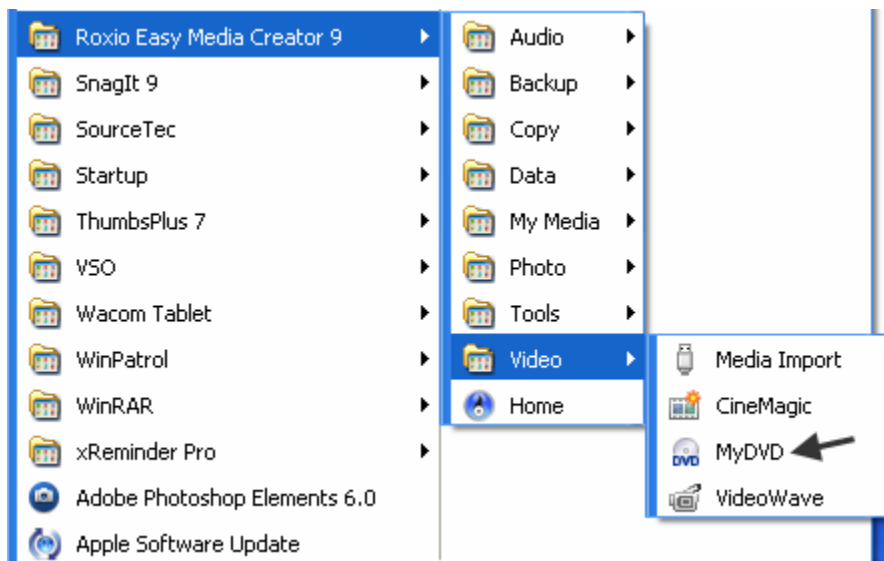 Roxio Easy Media Creator 9
SnagIt 9
SourceTec
Startup
ThumbsPlus 7
VSO
Wacom Tablet
WinPatrol
WinRAR
xReminder Pro
Adobe Photoshop Elements 6.0
Apple Software Update
Audio
Backup
Copy
Data
My Media
Photo
Tools
Video
Home
Media Import
CineMagic
DVD MyDVD
VideoWave